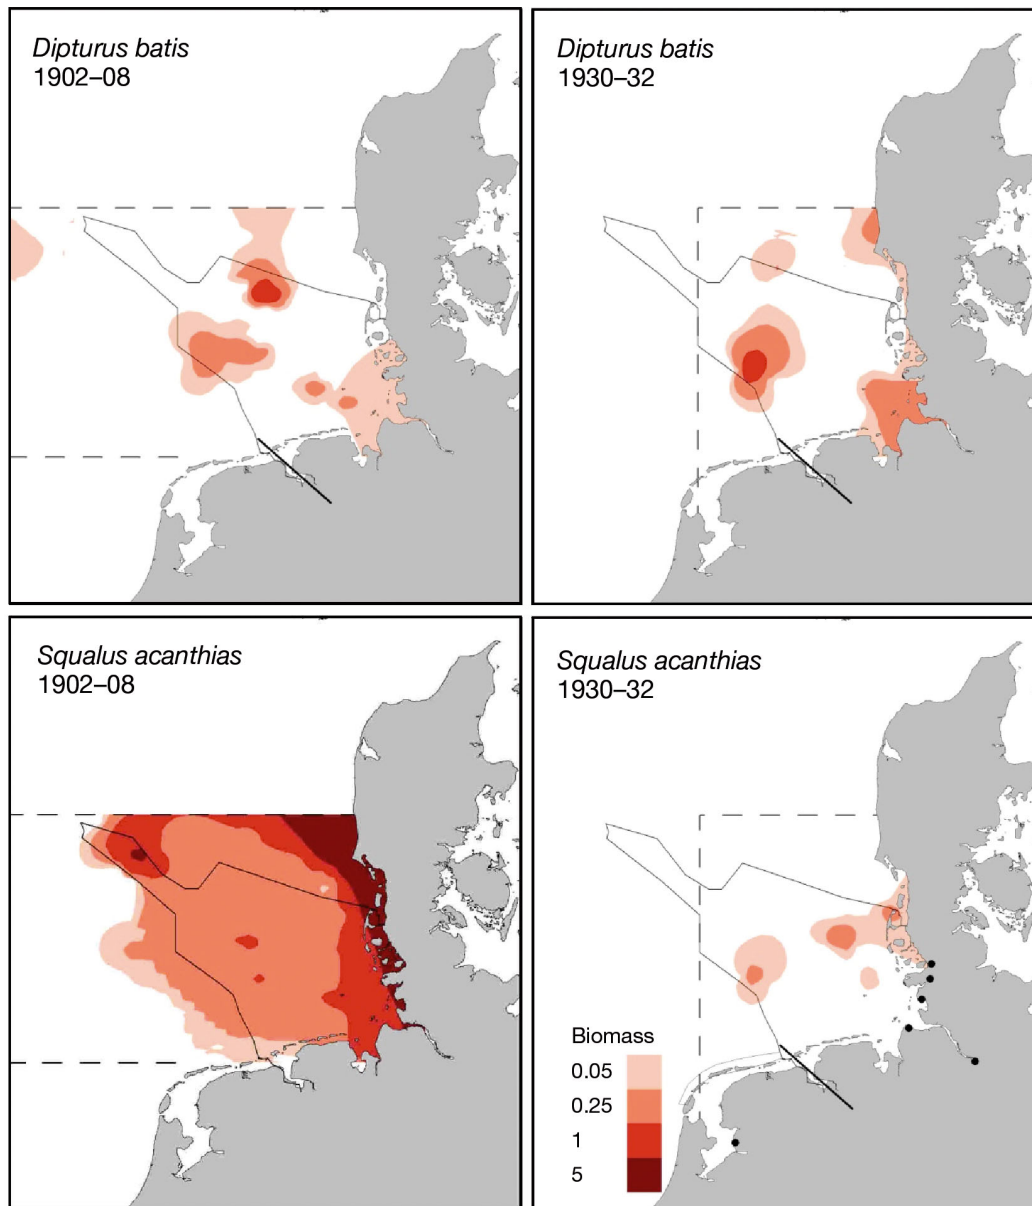 Dipturus batis
1902–08
Dipturus batis
1930–32
Squalus acanthias
1902–08
Squalus acanthias
1930–32
Biomass
0.05
0.25
1
5